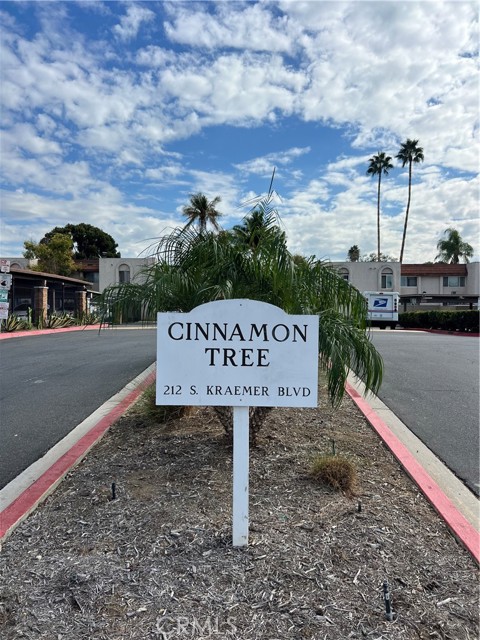 CINNAMON
TREE
212 S. KRAEMER BLVD
CRMLS